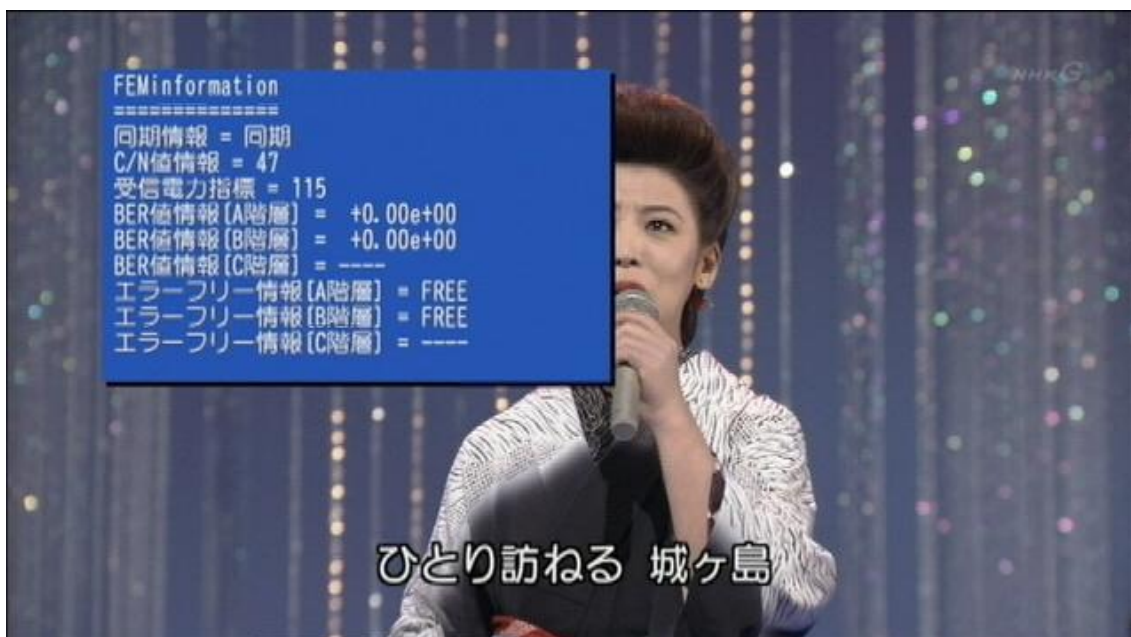 NHK G
FEMinformation
==============
同期情報 = 同期
C/N値情報 = 47
受信電力指標 = 115
BER値情報[A階層] = +0.00e+00
BER値情報[B階層] = +0.00e+00
BER値情報[C階層] = ----
エラーフリー情報[A階層] = FREE
エラーフリー情報[B階層] = FREE
エラーフリー情報[C階層] = ----
ひとり訪ねる 城ヶ島